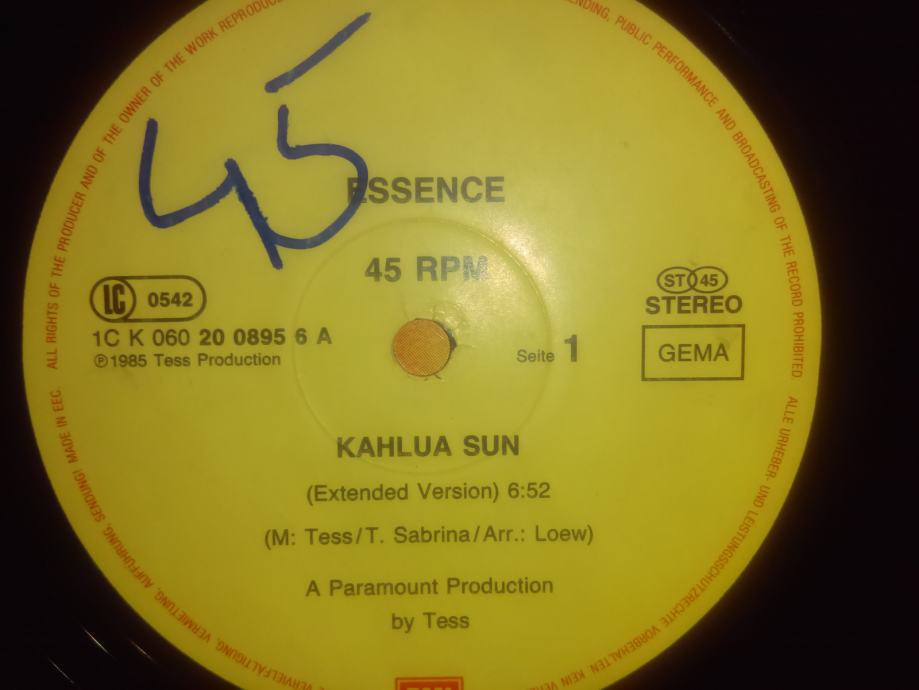 45
ESSENCE
45 RPM
LC 0542
1C K 060 20 0895 6 A
℗1985 Tess Production
Seite 1
ST 45
STEREO
GEMA
KAHLUA SUN
(Extended Version) 6:52
(M: Tess/T. Sabrina/Arr.: Loew)
A Paramount Production
by Tess
ALL RIGHTS OF THE PRODUCER AND OF THE OWNER OF THE WORK
LENDING, PUBLIC PERFORMANCE AND BROADCASTING OF THE RECORD PROHIBITED.
ALLE URHEBER- UND LEISTUNGSSCHUTZRECHTE VORBEHALTEN. KEIN
VERVIELFÄLTIGUNG, VERMIETUNG, AUFFÜHRUNG, SENDUNG! MADE IN EEC.